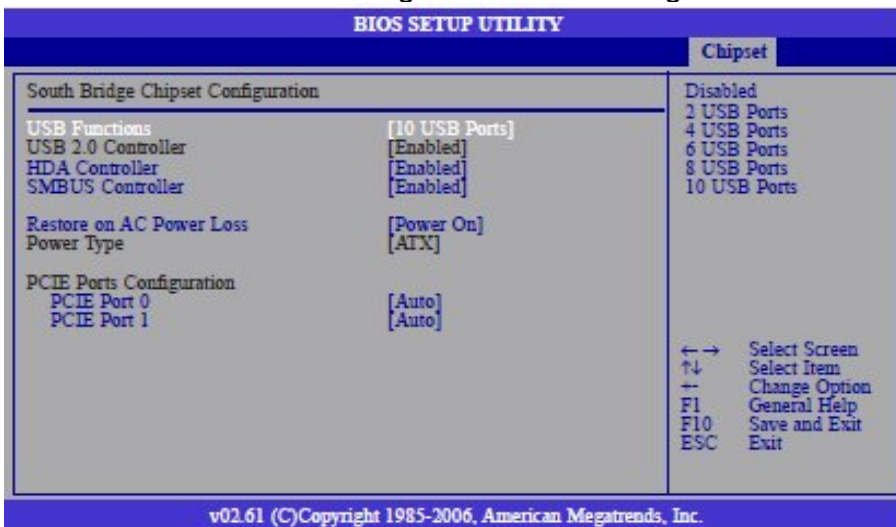 BIOS SETUP UTILITY
Chipset
South Bridge Chipset Configuration
USB Functions [10 USB Ports]
USB 2.0 Controller [Enabled]
HDA Controller [Enabled]
SMBUS Controller [Enabled]
Restore on AC Power Loss [Power On]
Power Type [ATX]
PCIE Ports Configuration
PCIE Port 0 [Auto]
PCIE Port 1 [Auto]
Disabled
2 USB Ports
4 USB Ports
6 USB Ports
8 USB Ports
10 USB Ports
←→ Select Screen
↑↓ Select Item
+- Change Option
F1 General Help
F10 Save and Exit
ESC Exit
v02.61 (C)Copyright 1985-2006, American Megatrends, Inc.